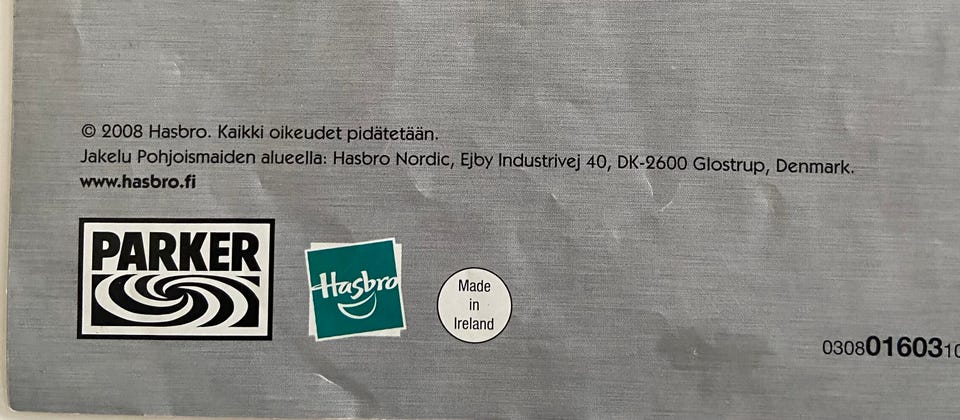 © 2008 Hasbro. Kaikki oikeudet pidätetään.
Jakelu Pohjoismaiden alueella: Hasbro Nordic, Ejby Industrivej 40, DK-2600 Glostrup, Denmark.
www.hasbro.fi
PARKER
Hasbro
Made
in
Ireland
03080160310